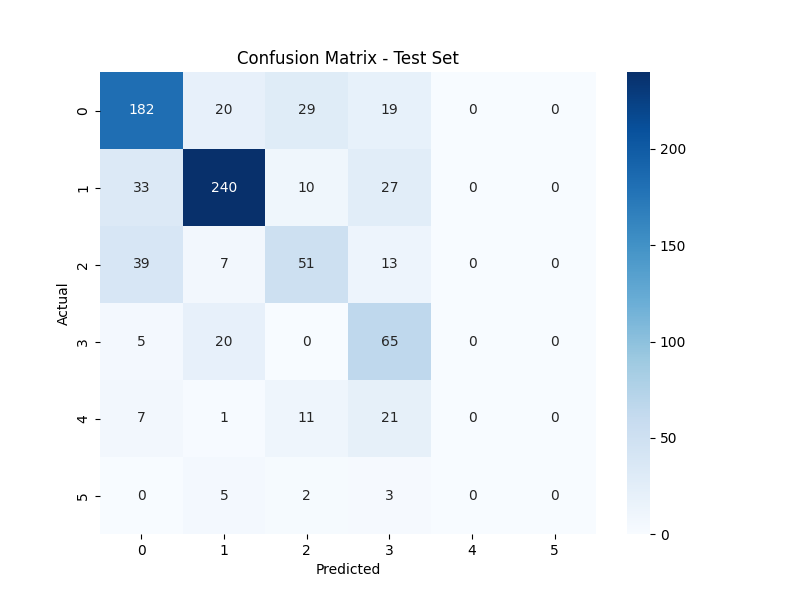 Confusion Matrix - Test Set
0 182 20 29 19 0 0
1 33 240 10 27 0 0
2 39 7 51 13 0 0
3 5 20 0 65 0 0
4 7 1 11 21 0 0
5 0 5 2 3 0 0
0 1 2 3 4 5
Predicted
Actual
200
150
100
50
0